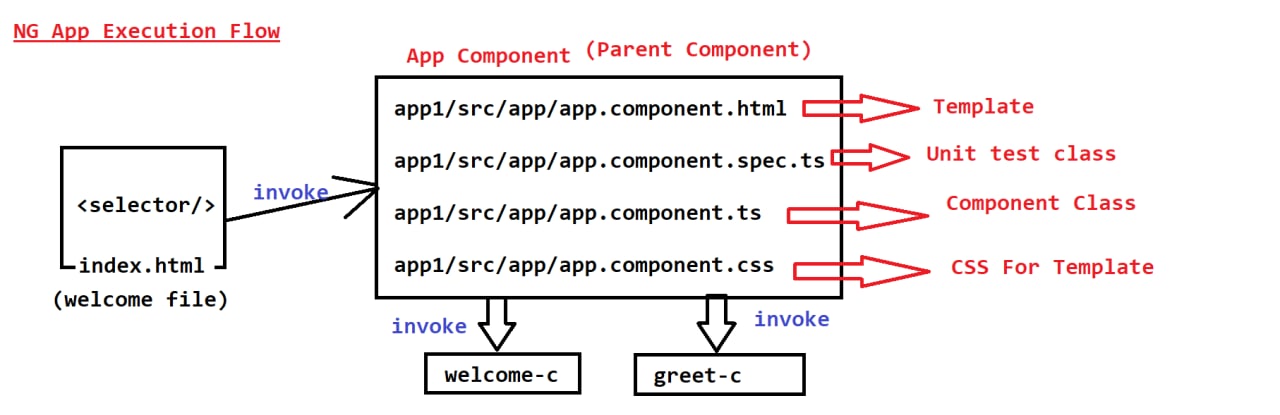 NG App Execution Flow
App Component (Parent Component)
app1/src/app/app.component.html
Template
app1/src/app/app.component.spec.ts
Unit test class
<selector/>
invoke
app1/src/app/app.component.ts
Component Class
index.html
(welcome file)
app1/src/app/app.component.css
CSS For Template
invoke
invoke
welcome-c
greet-c